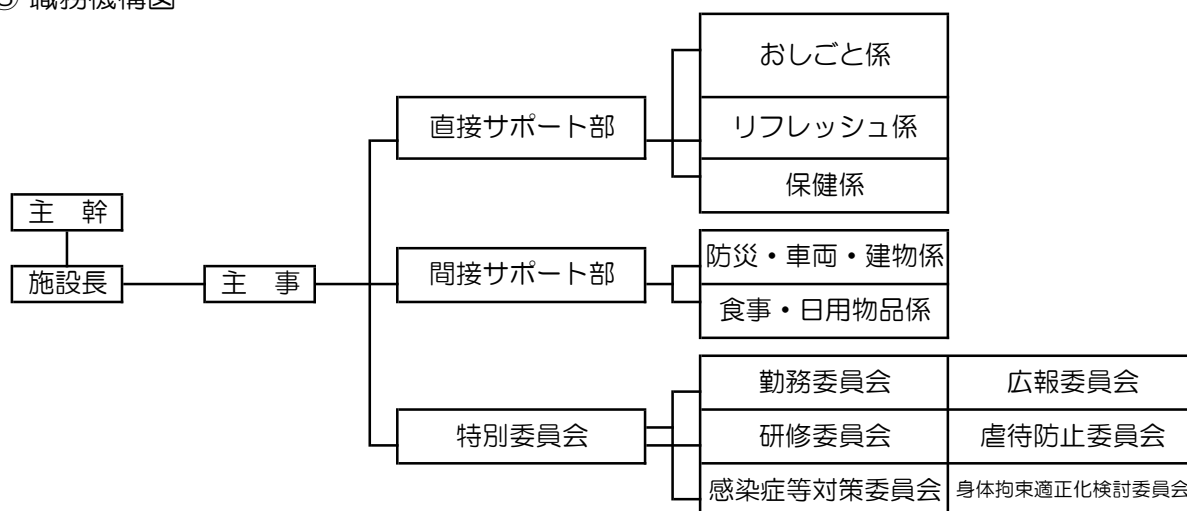 職務機構図
おしごと係
直接サポート部
リフレッシュ係
保健係
主　幹
施設長
主　事
間接サポート部
防災・車両・建物係
食事・日用物品係
特別委員会
勤務委員会
広報委員会
研修委員会
虐待防止委員会
感染症等対策委員会
身体拘束適正化検討委員会